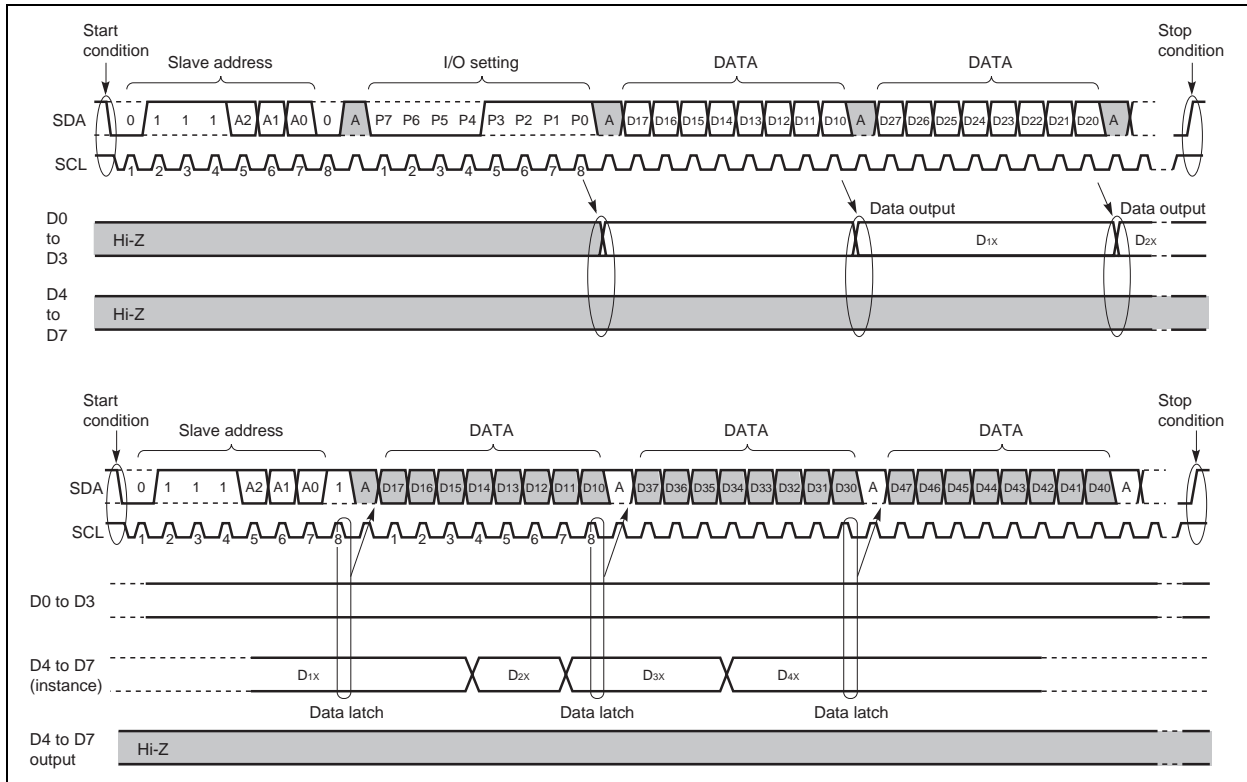 Start
condition
Stop
condition
Slave address
I/O setting
DATA
DATA
SDA 0 1 1 1 A2 A1 A0 0 A P7 P6 P5 P4 P3 P2 P1 P0 A D17 D16 D15 D14 D13 D12 D11 D10 A D27 D26 D25 D24 D23 D22 D21 D20 A
SCL 1 2 3 4 5 6 7 8 1 2 3 4 5 6 7 8
Data output
Data output
D0
to
D3
Hi-Z
D1X
D2X
D4
to
D7
Hi-Z
Start
condition
Stop
condition
Slave address
DATA
DATA
DATA
SDA 0 1 1 1 A2 A1 A0 1 A D17 D16 D15 D14 D13 D12 D11 D10 A D37 D36 D35 D34 D33 D32 D31 D30 A D47 D46 D45 D44 D43 D42 D41 D40 A
SCL 1 2 3 4 5 6 7 8 1 2 3 4 5 6 7 8
D0 to D3
D4 to D7
(instance)
D1X
D2X
D3X
D4X
Data latch
Data latch
Data latch
D4 to D7
output
Hi-Z